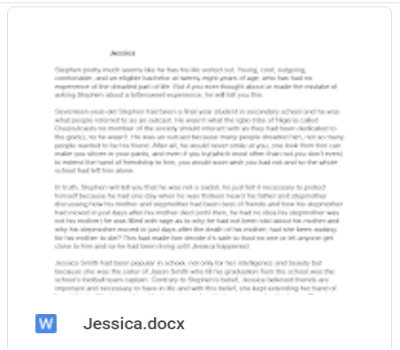 Jessica
Stephen pretty much seems like he has his life sorted out. Young, cool, outgoing,
comfortable, and an eligible bachelor at twenty eight years of age, who has had no
experience of the dreaded part of life. But if you even thought about or made the mistake of
asking Stephen about a bittersweet experience, he will tell you this.
Seventeen-year-old Stephen had been a final year student in secondary school and he was
what people referred to as an outcast. He wasn't what the Igbo tribe of Nigeria called
no member of the society should interact with as they had been dedicated to
the gods), no he wasn't. He was an outcast because many people dreaded him, not so many
people wanted to be his friend. After all, he would never smile at you, one look from him can
make you shiver in your pants, and even if you try(which most often than not you don't even)
to extend the hand of friendship to him, you would soon wish you had not and so the whole
school had left him alone.
In truth, Stephen will tell you that he was not a sadist, he just felt it necessary to protect
himself because he had one day when he was thirteen heard his father and stepmother
discussing how his mother and stepmother had been best of friends and how his stepmother
had moved in just days after his mother died (until then, he had no idea his stepmother was
not his mother) he was filled with rage as to why he had not been told about his mother and
why his stepmother moved in just days after the death of his mother, had she been waiting
for his mother to die? This had made him decide it's safe to trust no one or let anyone get
close to him and so he had been living until Jessica happened.
Jessica Smith had been popular in school, not only for her intelligence and beauty but
because she was the sister of Jason Smith who till his graduation from the school was the
school's football team captain. Contrary to Stephen's belief, Jessica believed friends are
important and necessary to have in life and with this belief, she kept extending her hand of
W Jessica.docx